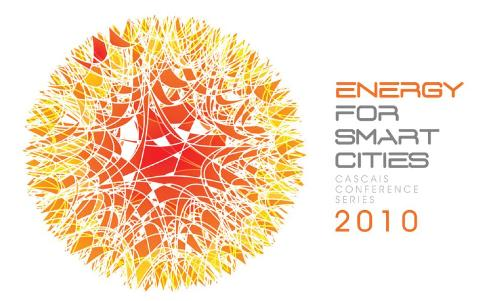 ENERGY
FOR
SMART
CITIES
CASCAIS
CONFERENCE
SERIES
2010